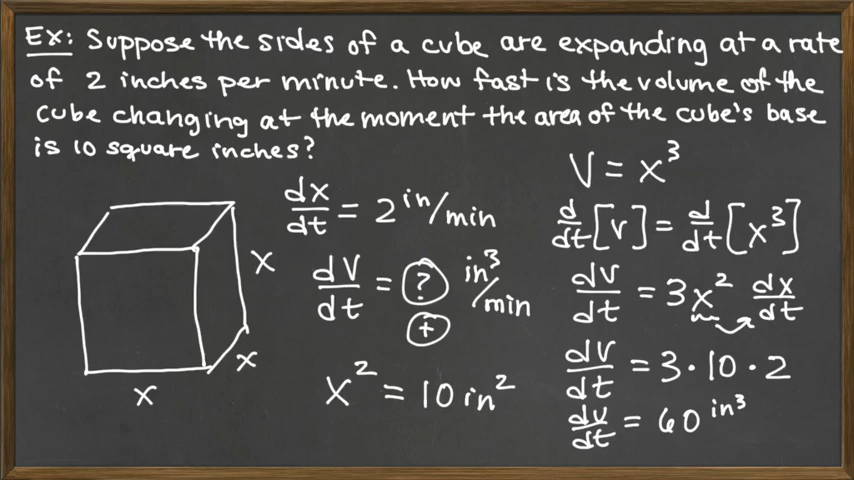 Ex: Suppose the sides of a cube are expanding at a rate
of 2 inches per minute. How fast is the volume of the
cube changing at the moment the area of the cube's base
is 10 square inches?
x
x
x
dx/dt = 2 in/min
dV/dt = ? in³/min
+
x² = 10 in²
V = x³
d/dt [V] = d/dt [x³]
dV/dt = 3x² dx/dt
dV/dt = 3 · 10 · 2
dV/dt = 60 in³